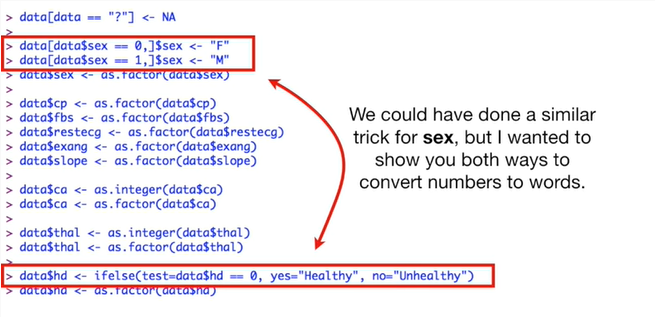 > data[data == "?"] <- NA
>
> data[data$sex == 0,]$sex <- "F"
> data[data$sex == 1,]$sex <- "M"
> data$sex <- as.factor(data$sex)
>
> data$cp <- as.factor(data$cp)
> data$fbs <- as.factor(data$fbs)
> data$restecg <- as.factor(data$restecg)
> data$exang <- as.factor(data$exang)
> data$slope <- as.factor(data$slope)
>
> data$ca <- as.integer(data$ca)
> data$ca <- as.factor(data$ca)
>
> data$thal <- as.integer(data$thal)
> data$thal <- as.factor(data$thal)
>
> data$hd <- ifelse(test=data$hd == 0, yes="Healthy", no="Unhealthy")
> data$hd <- as.factor(data$hd)
We could have done a similar
trick for sex, but I wanted to
show you both ways to
convert numbers to words.